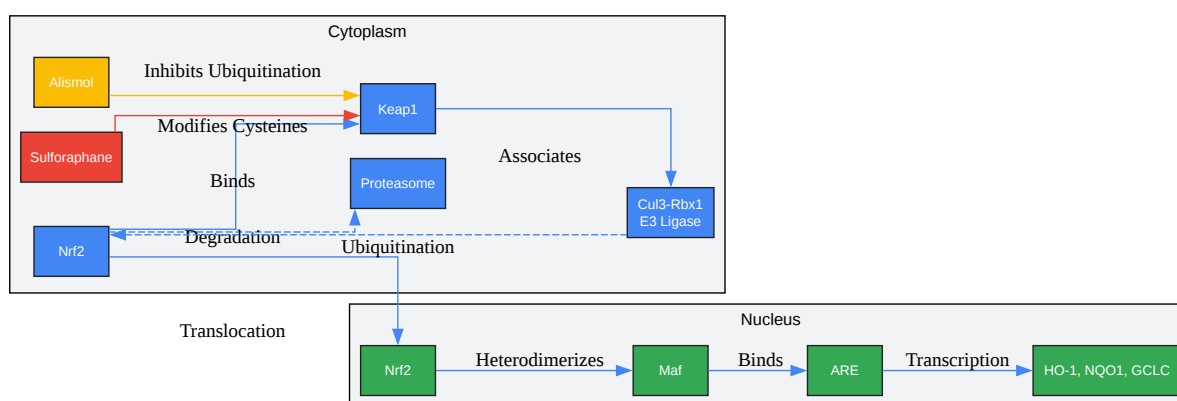 Cytoplasm
Alismol
Inhibits Ubiquitination
Keap1
Modifies Cysteines
Sulforaphane
Associates
Binds
Proteasome
Cul3-Rbx1
E3 Ligase
Nrf2
Degradation
Ubiquitination
Translocation
Nucleus
Nrf2
Heterodimerizes
Maf
Binds
ARE
Transcription
HO-1, NQO1, GCLC